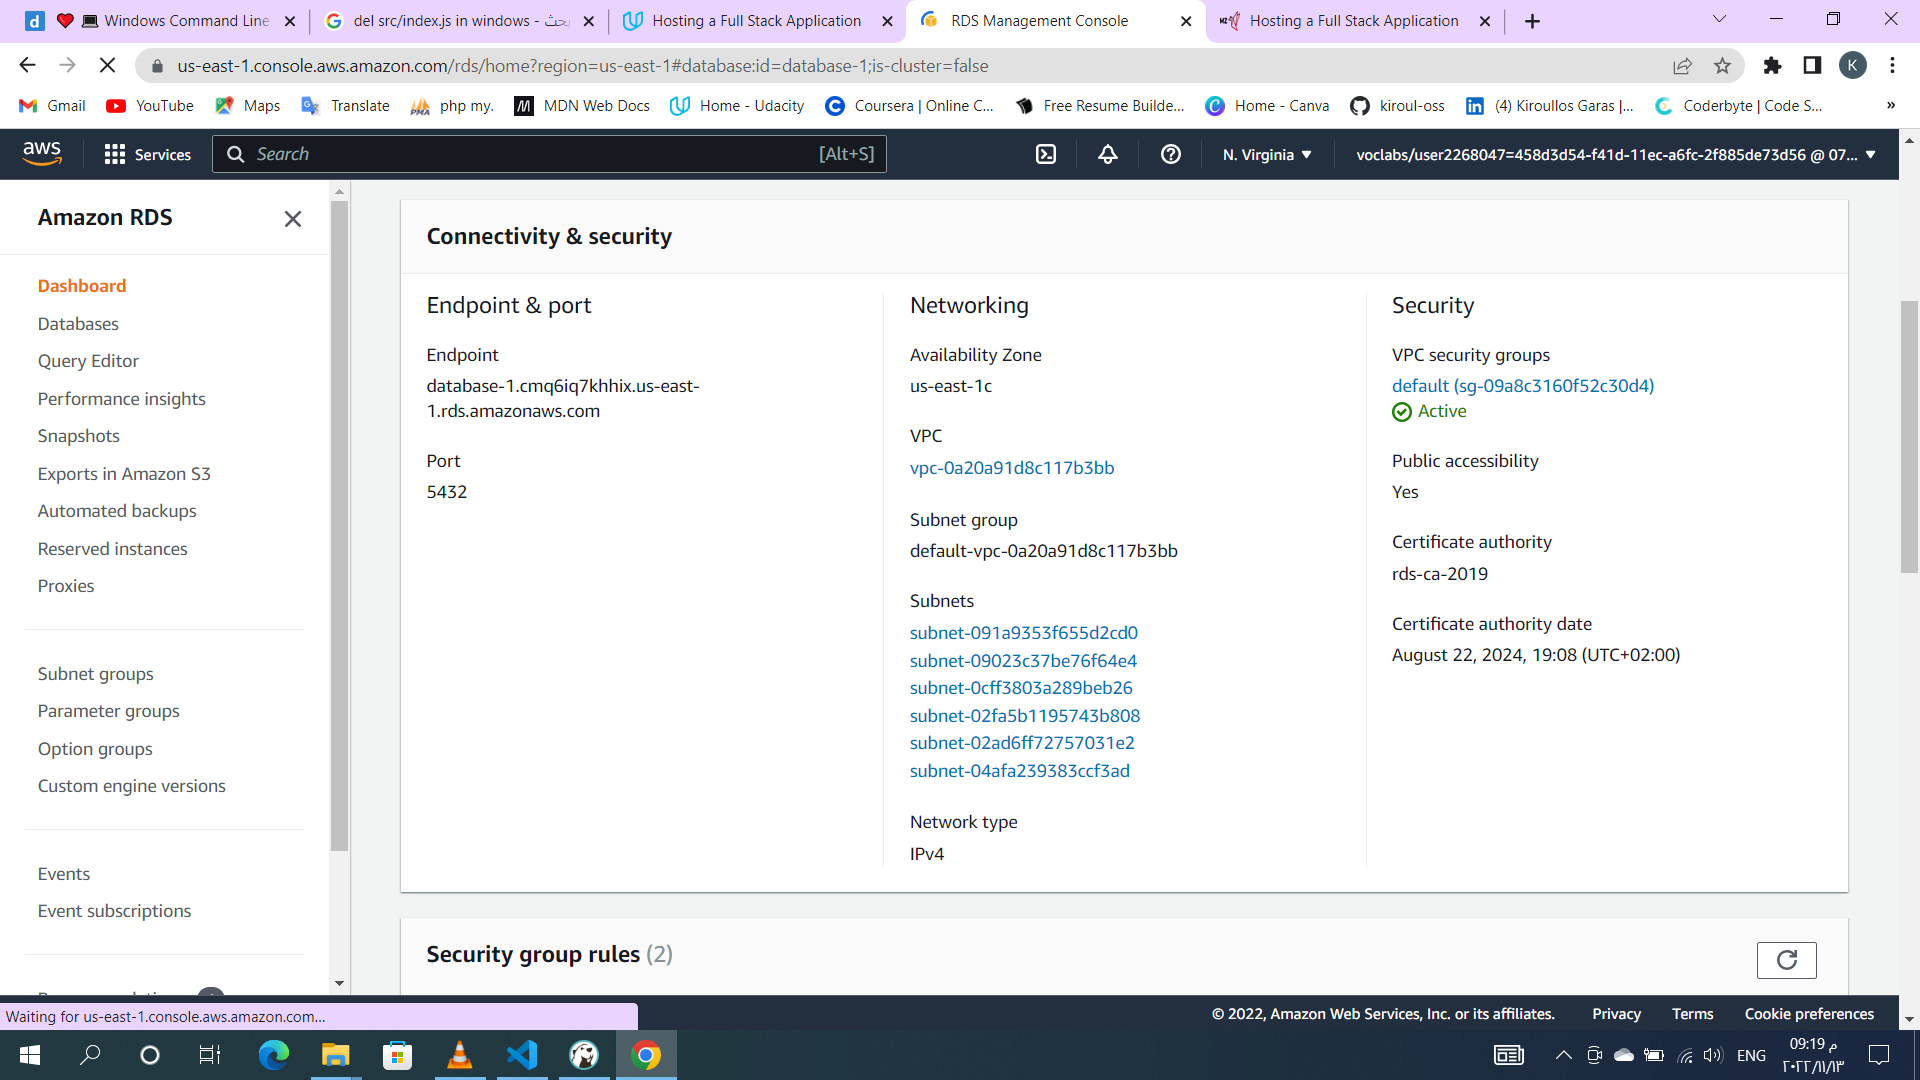 Windows Command Line
del src/index.js in windows - بحث
Hosting a Full Stack Application
RDS Management Console
Hosting a Full Stack Application
us-east-1.console.aws.amazon.com/rds/home?region=us-east-1#database:id=database-1;is-cluster=false
K
Gmail
YouTube
Maps
Translate
php my.
MDN Web Docs
Home - Udacity
Coursera | Online C...
Free Resume Builde...
Home - Canva
kiroul-oss
(4) Kiroullos Garas |...
Coderbyte | Code S...
»
aws
Services
Search
[Alt+S]
N. Virginia
voclabs/user2268047=458d3d54-f41d-11ec-a6fc-2f885de73d56 @ 07...
Amazon RDS
Dashboard
Databases
Query Editor
Performance insights
Snapshots
Exports in Amazon S3
Automated backups
Reserved instances
Proxies
Subnet groups
Parameter groups
Option groups
Custom engine versions
Events
Event subscriptions
Connectivity & security
Endpoint & port
Endpoint
database-1.cmq6iq7khhix.us-east-
1.rds.amazonaws.com
Port
5432
Networking
Availability Zone
us-east-1c
VPC
vpc-0a20a91d8c117b3bb
Subnet group
default-vpc-0a20a91d8c117b3bb
Subnets
subnet-091a9353f655d2cd0
subnet-09023c37be76f64e4
subnet-0cff3803a289beb26
subnet-02fa5b1195743b808
subnet-02ad6ff72757031e2
subnet-04afa239383ccf3ad
Network type
IPv4
Security
VPC security groups
default (sg-09a8c3160f52c30d4)
Active
Public accessibility
Yes
Certificate authority
rds-ca-2019
Certificate authority date
August 22, 2024, 19:08 (UTC+02:00)
Security group rules (2)
Waiting for us-east-1.console.aws.amazon.com...
© 2022, Amazon Web Services, Inc. or its affiliates.
Privacy
Terms
Cookie preferences
ENG
09:19 م
٢٠٢٢/١١/١٣